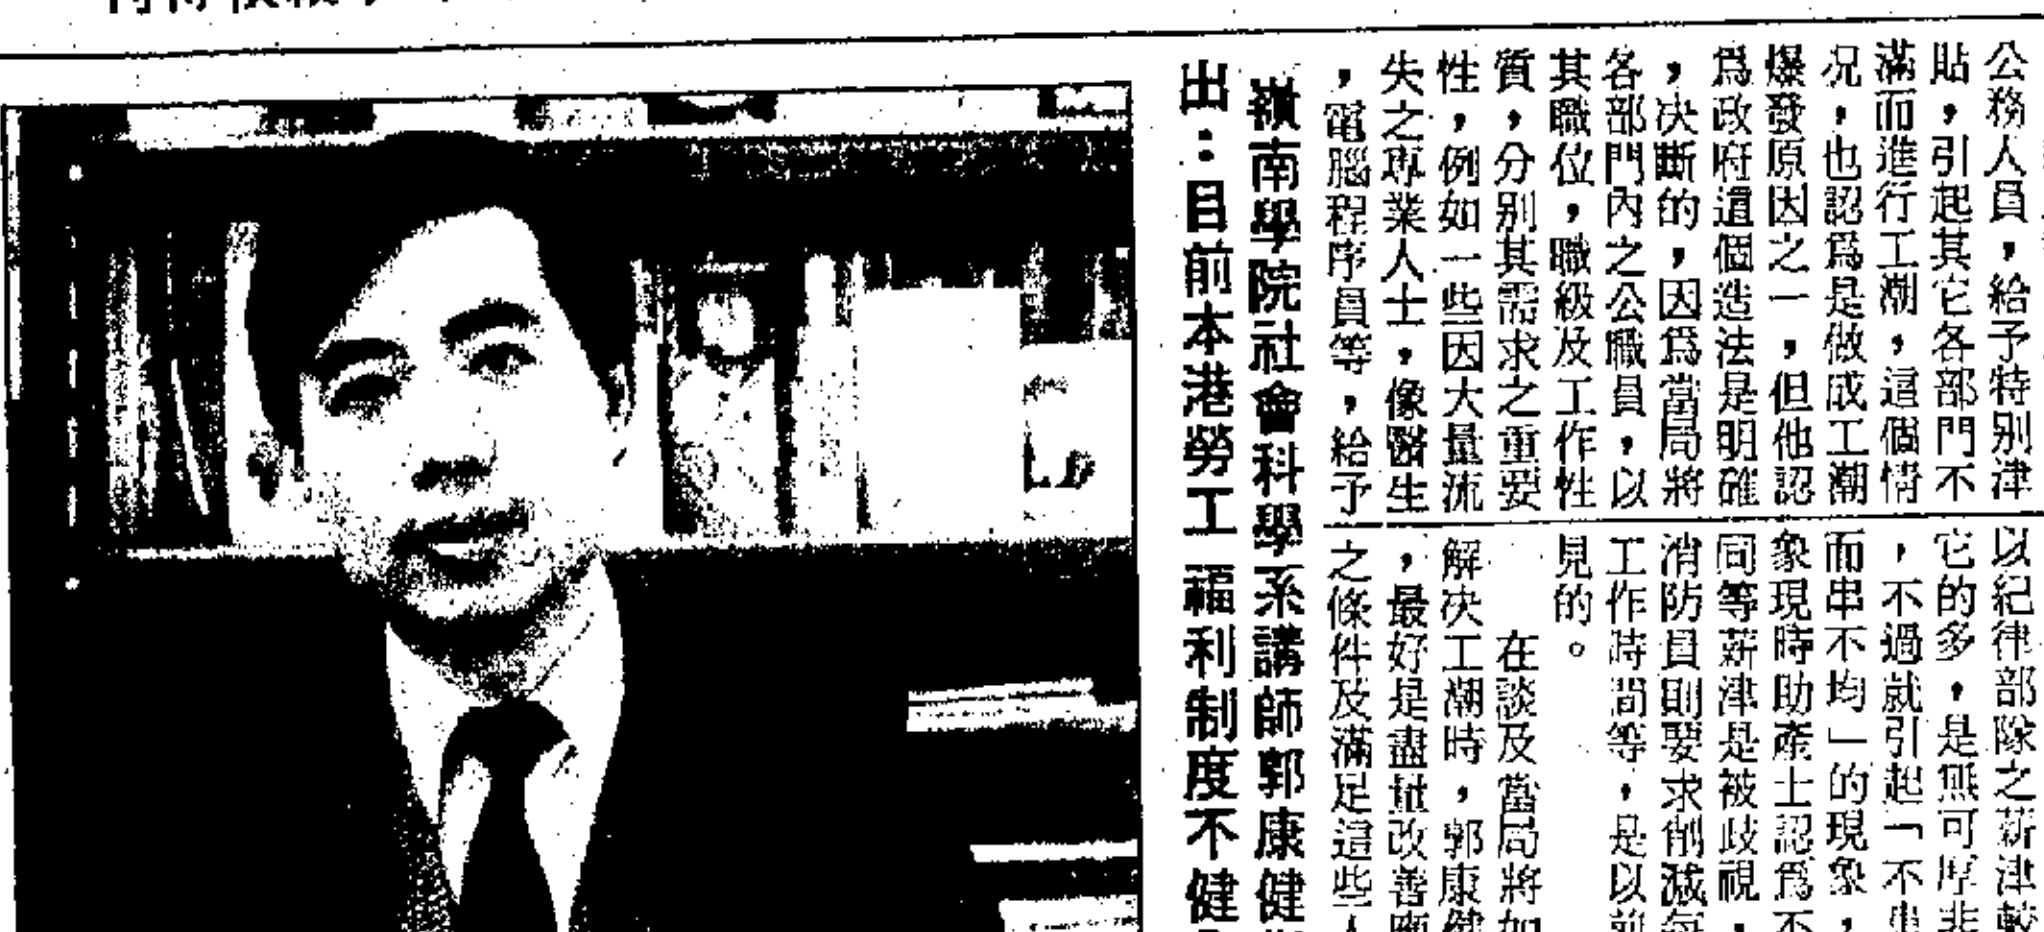 公務人員，給予特別津
貼，引起其它各部門不
滿而進行工潮，這個情
況，也認爲是做成工潮
爆發原因之一，但他認
爲政府這個造法是明確
，决斷的，因爲當局將
各部門內之公職員，以
其職位，職級及工作性
質，分別其需求之重要
性，例如一些因大量流
失之專業人士，像醫生
，電腦程序員等，給予
以紀律部隊之薪津較
它的多，是無可厚非
，不過就引起「不患
而串不均」的現象，
象現時助產士認爲不
同等薪津是被歧視，
消防員則要求削減每
工作時間等，是以前
見的。
在談及當局將如
解决工潮時，郭康健
，最好是盡量改善應
之條件及滿足這些人
嶺南學院社會科學系講師郭康健
出：目前本港勞工福利制度不健